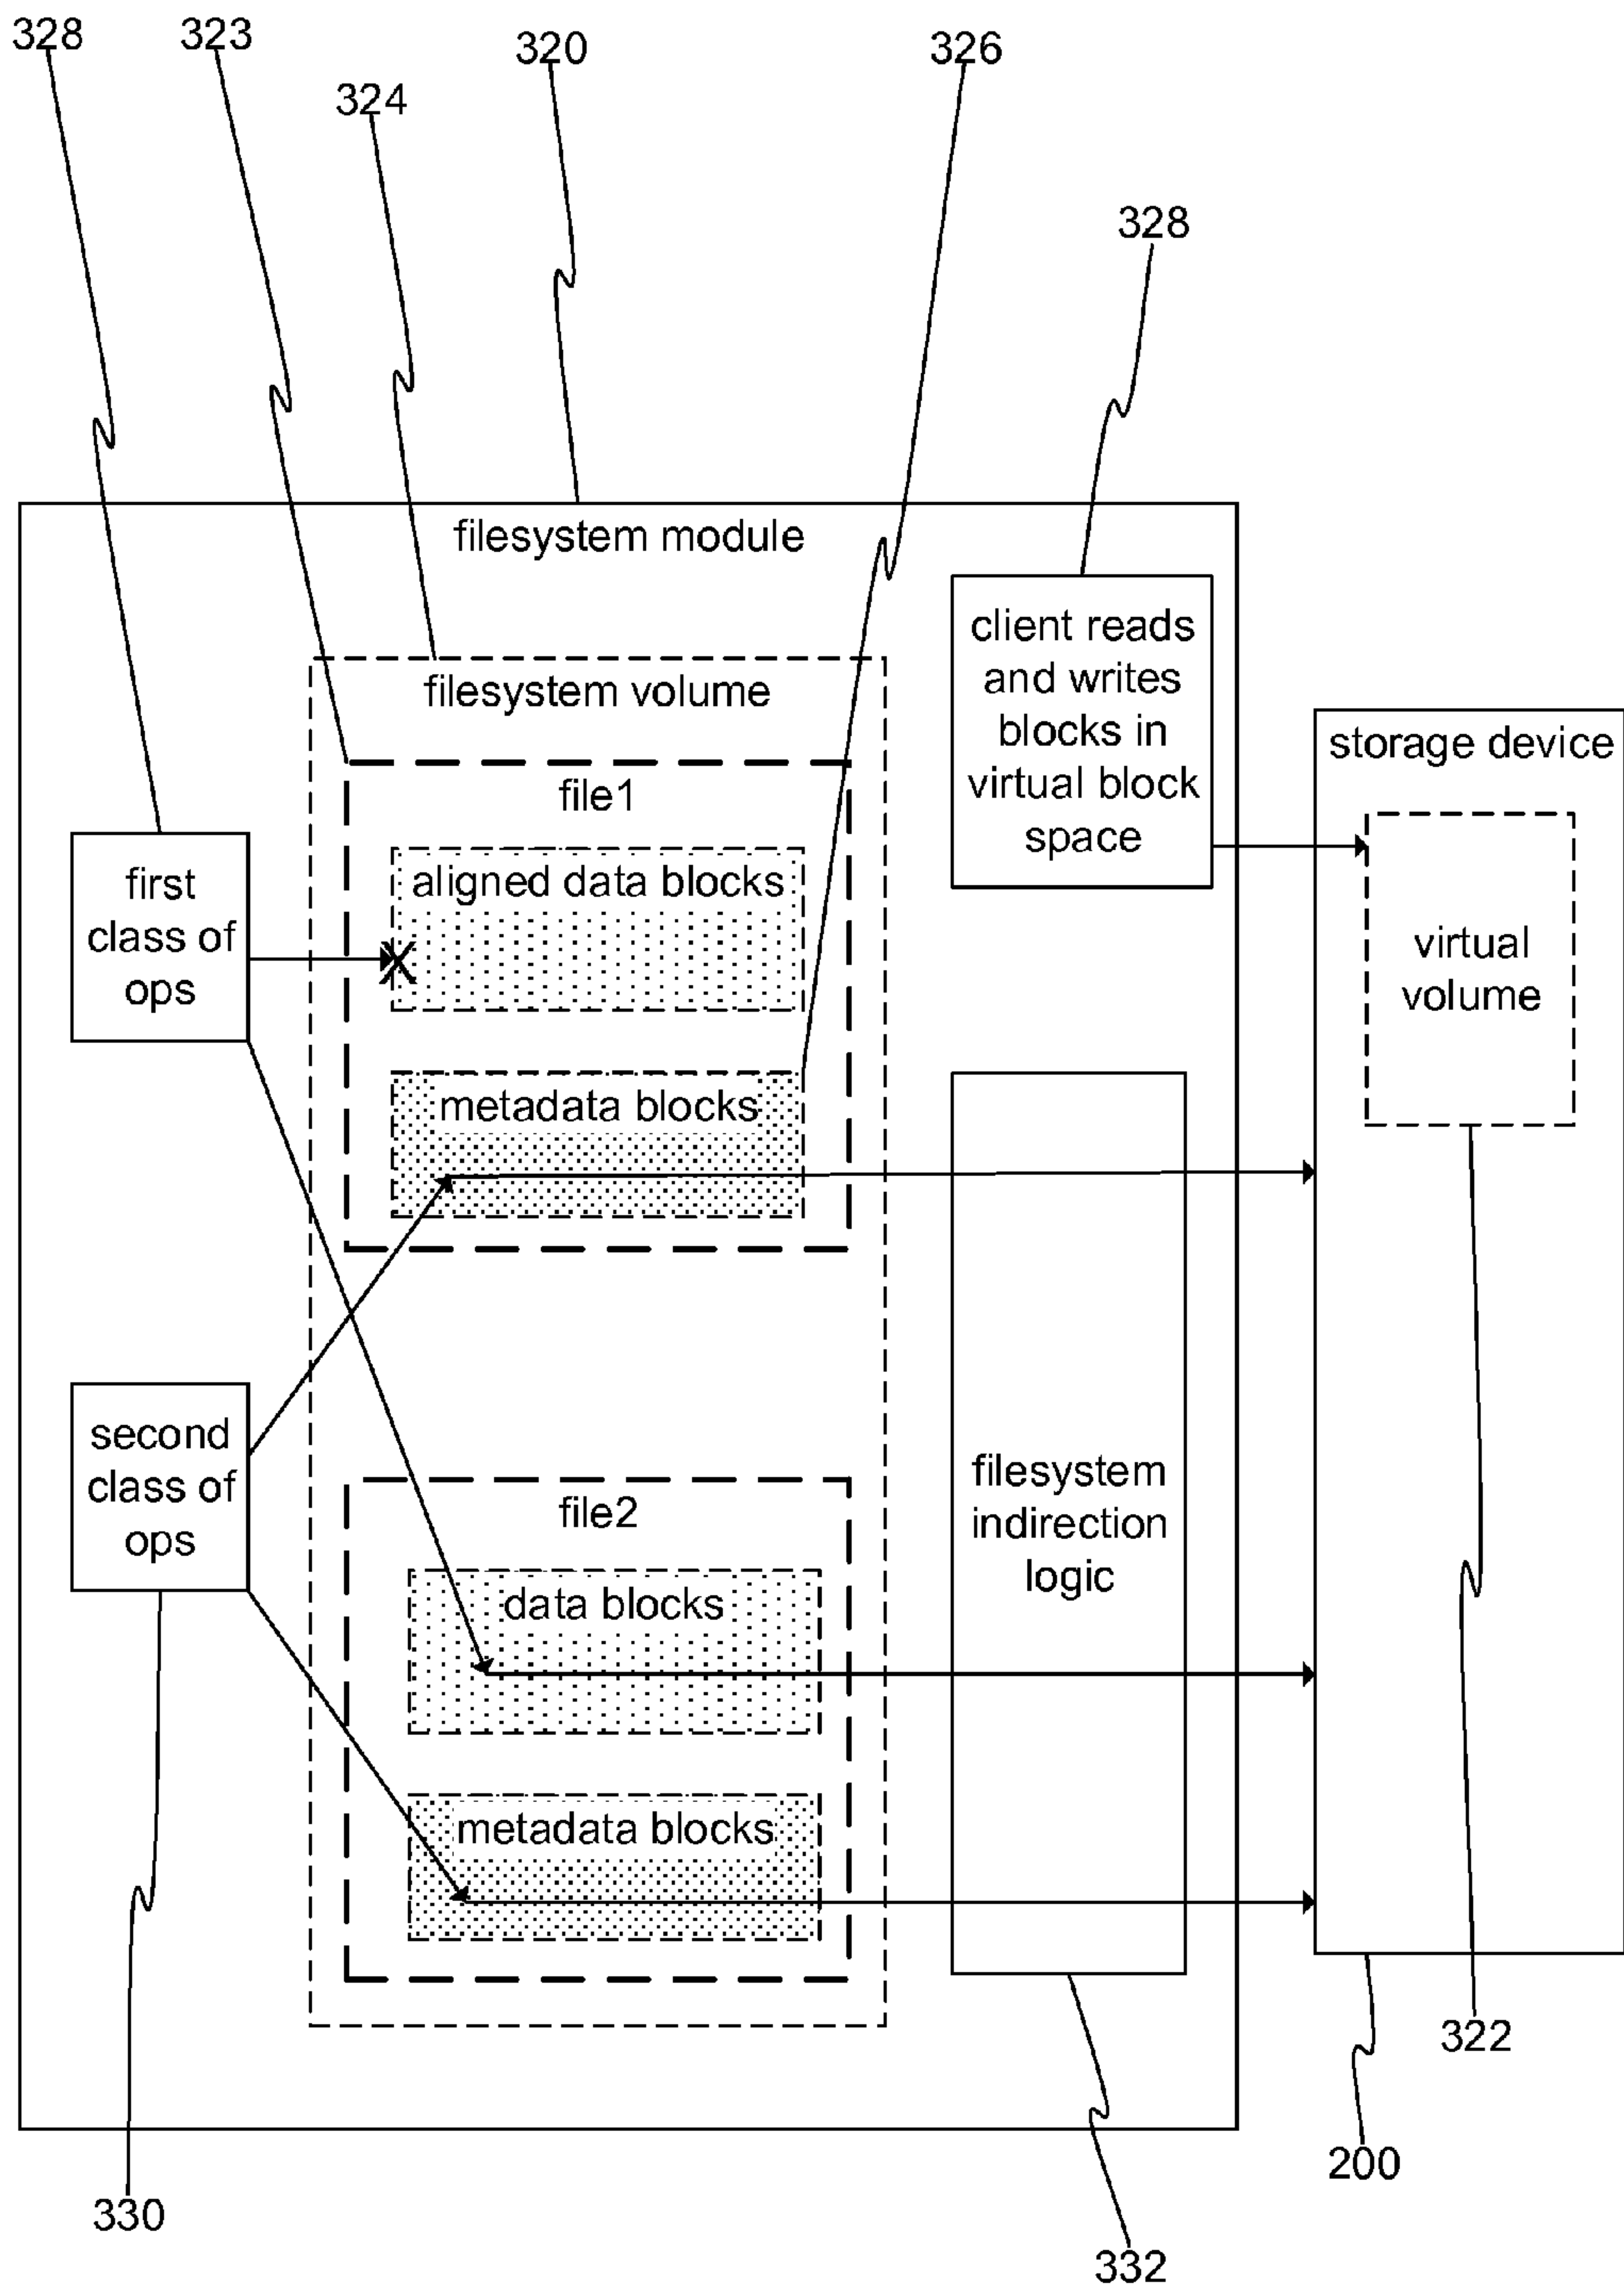 328
323
320
326
324
328
filesystem module
client reads
and writes
blocks in
virtual block
space
filesystem volume
storage device
file1
aligned data blocks
first
class of
ops
virtual
volume
metadata blocks
second
class of
ops
filesystem
indirection
logic
file2
data blocks
metadata blocks
322
200
330
332